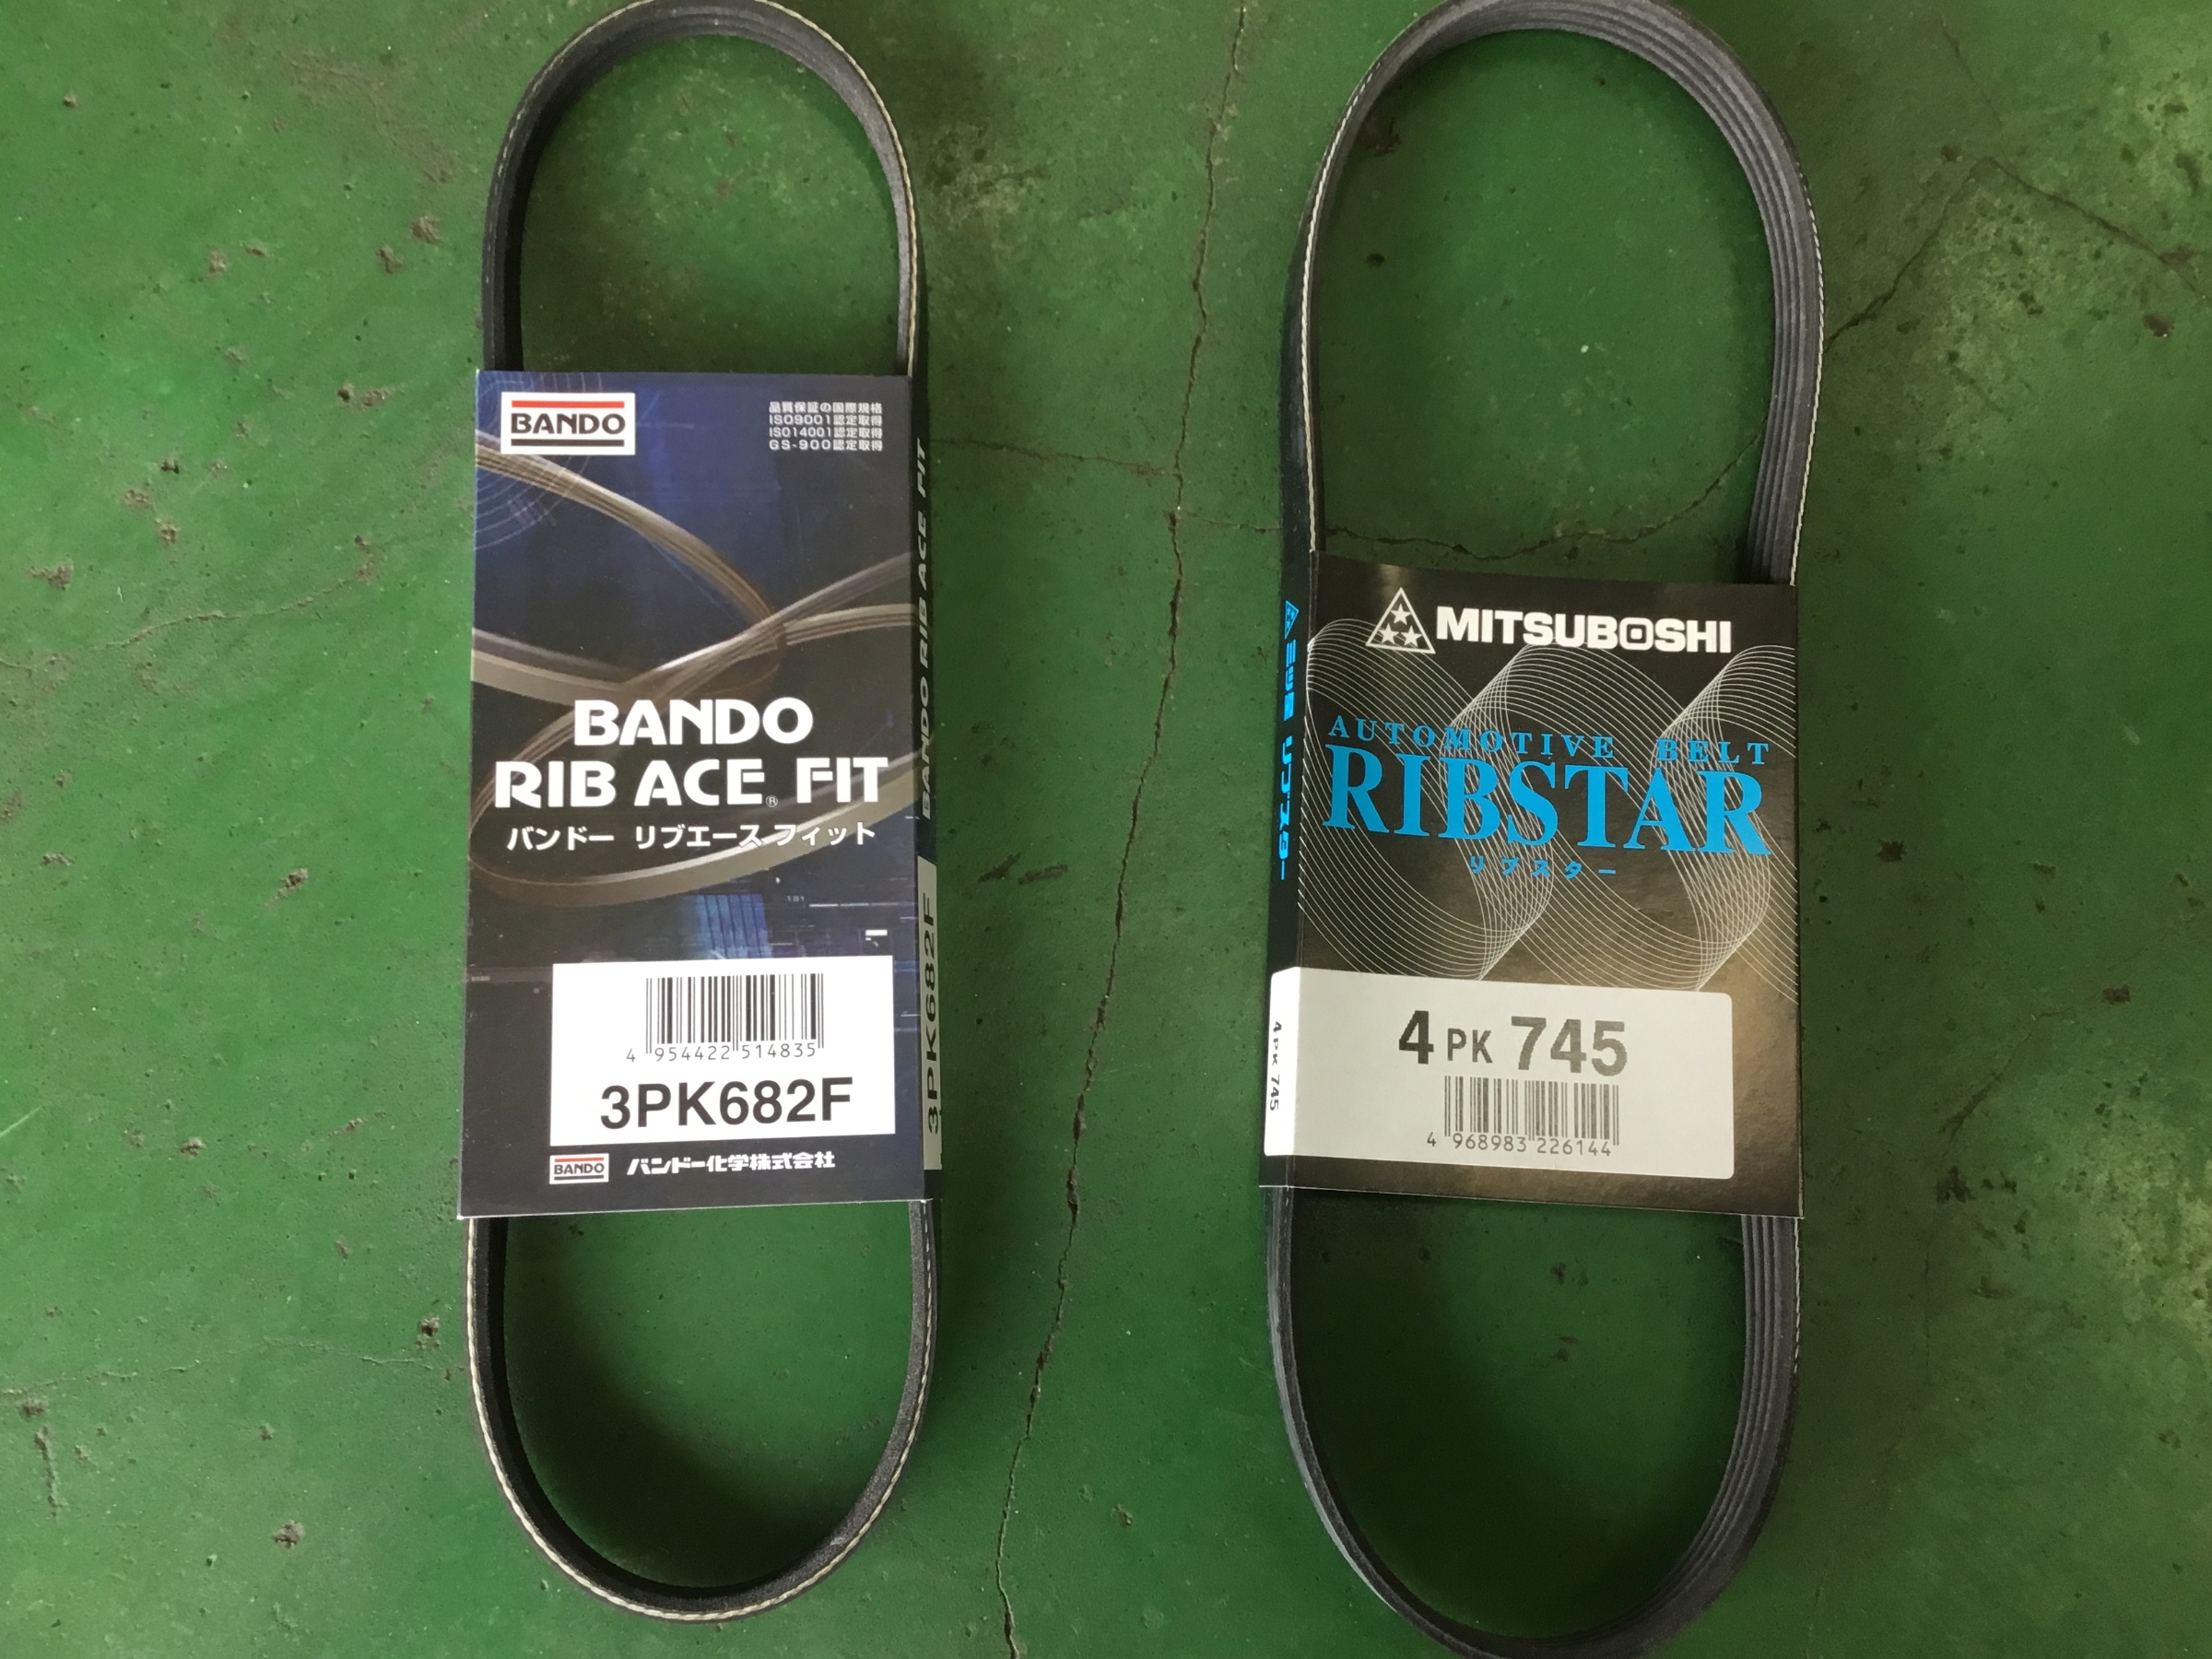 BANDO
品質保証の国際規格
ISO9001認定取得
ISO14001認定取得
GS-900認定取得
BANDO
RIB ACE® FIT
バンドー リブエース フィット
4 954422 514835
3PK682F
BANDO バンドー化学株式会社
BANDO RIB ACE FIT
3PK682F
MITSUBOSHI
AUTOMOTIVE BELT
RIBSTAR
リブスター
4PK 745
4 968983 226144
三ツ星 リブスター
4PK 745